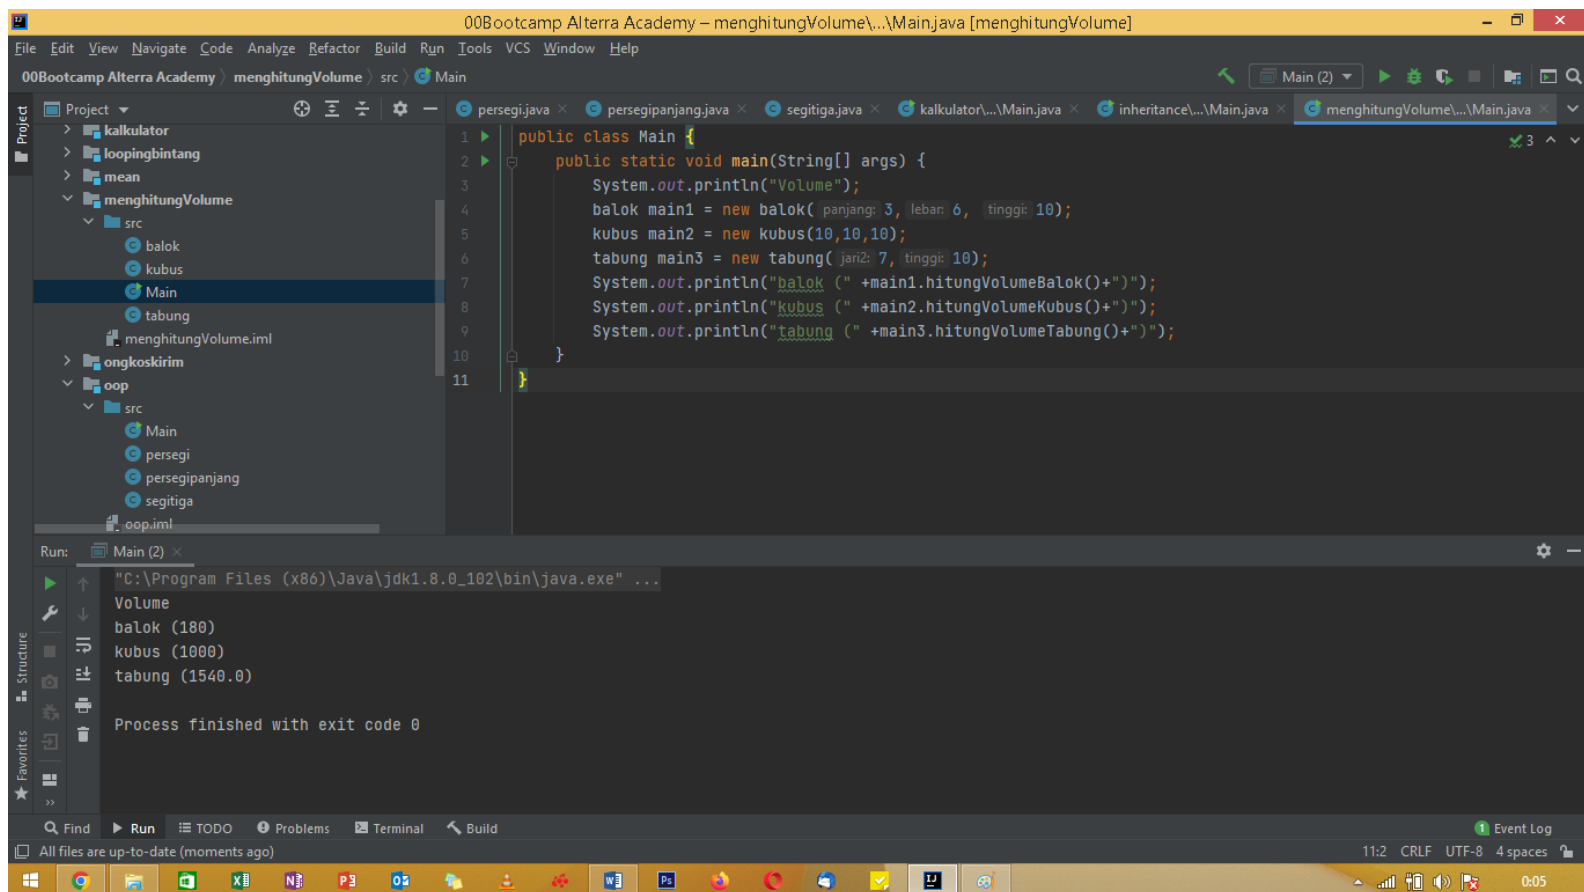 00Bootcamp Alterra Academy – menghitungVolume\...\Main.java [menghitungVolume]
File Edit View Navigate Code Analyze Refactor Build Run Tools VCS Window Help
00Bootcamp Alterra Academy menghitungVolume src Main
Main (2)
Project
persegi.java persegipanjang.java segitiga.java kalkulator\...\Main.java inheritance\...\Main.java menghitungVolume\...\Main.java
Project
kalkulator
loopingbintang
mean
menghitungVolume
src
balok
kubus
Main
tabung
menghitungVolume.iml
ongkoskirim
oop
src
Main
persegi
persegipanjang
segitiga
oop.iml
1 public class Main {
2 public static void main(String[] args) {
3 System.out.println("Volume");
4 balok main1 = new balok( panjang: 3, lebar: 6, tinggi: 10);
5 kubus main2 = new kubus(10,10,10);
6 tabung main3 = new tabung( jari2: 7, tinggi: 10);
7 System.out.println("balok (" +main1.hitungVolumeBalok()+")");
8 System.out.println("kubus (" +main2.hitungVolumeKubus()+")");
9 System.out.println("tabung (" +main3.hitungVolumeTabung()+")");
10 }
11 }
3
Run: Main (2)
"C:\Program Files (x86)\Java\jdk1.8.0_102\bin\java.exe" ...
Volume
balok (180)
kubus (1000)
tabung (1540.0)
Process finished with exit code 0
Structure
Favorites
Find Run TODO Problems Terminal Build
1 Event Log
All files are up-to-date (moments ago)
11:2 CRLF UTF-8 4 spaces
0:05